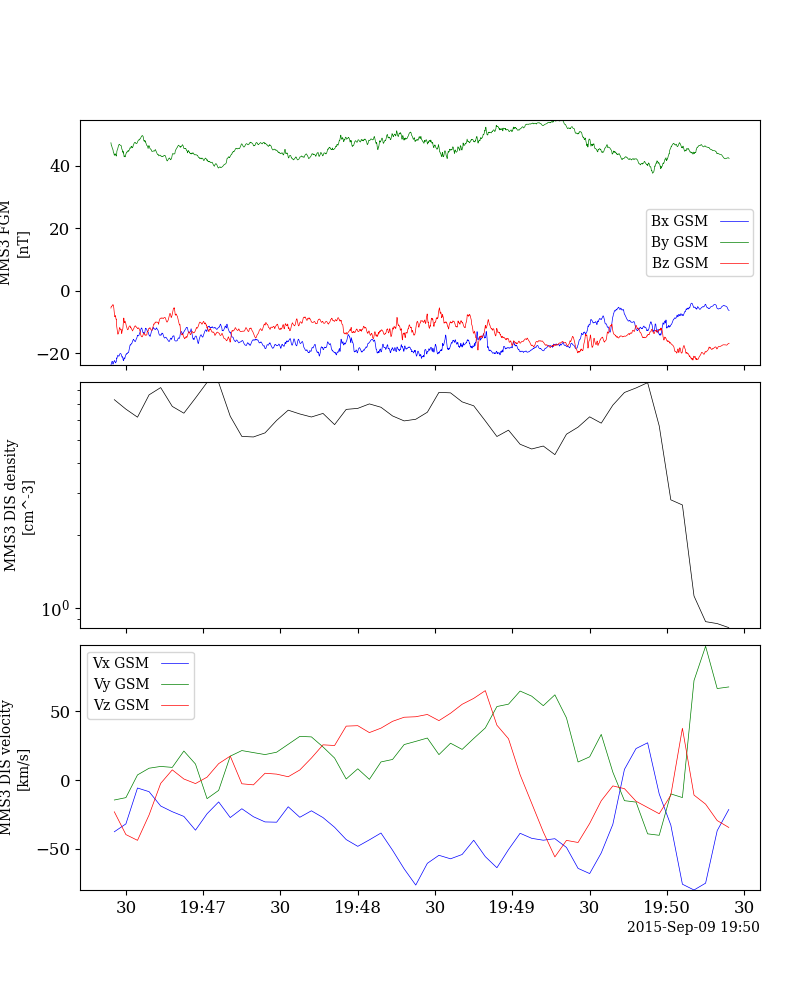 MMS3 FGM
[nT]
40
20
0
−20
Bx GSM
By GSM
Bz GSM
MMS3 DIS density
[cm^-3]
10^0
MMS3 DIS velocity
[km/s]
50
0
−50
Vx GSM
Vy GSM
Vz GSM
30 19:47 30 19:48 30 19:49 30 19:50 30
2015-Sep-09 19:50